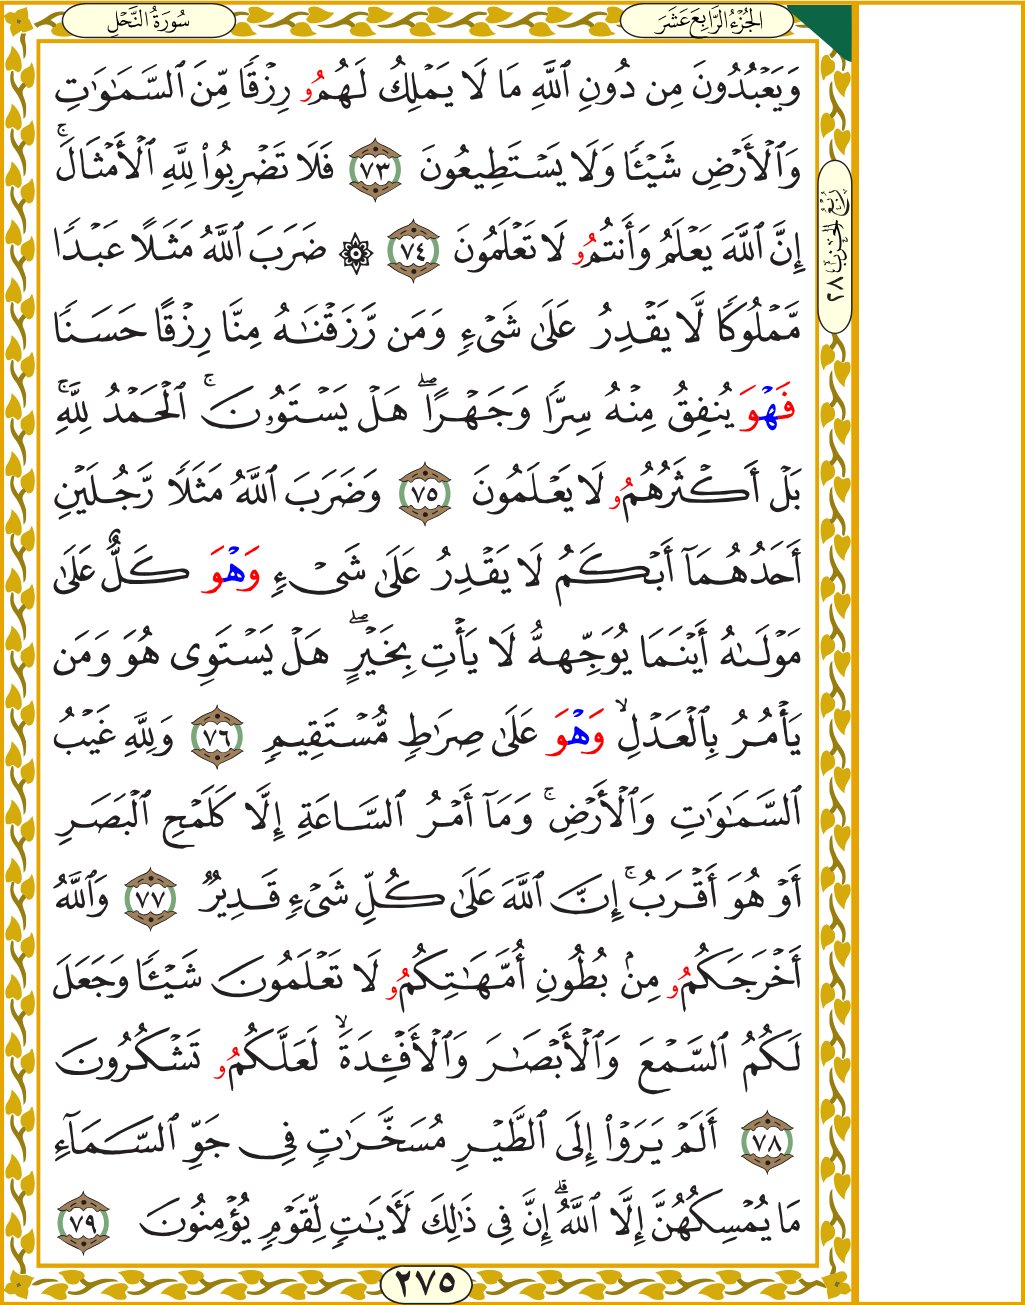 سُورَةُ النَّحْلِ
الجُزْءُ الرَّابِعَ عَشَرَ
وَيَعْبُدُونَ مِن دُونِ ٱللَّهِ مَا لَا يَمْلِكُ لَهُمُۥ رِزْقًا مِّنَ ٱلسَّمَٰوَٰتِ
وَٱلْأَرْضِ شَيْـًٔا وَلَا يَسْتَطِيعُونَ ٧٣ فَلَا تَضْرِبُوا۟ لِلَّهِ ٱلْأَمْثَالَ ۚ
إِنَّ ٱللَّهَ يَعْلَمُ وَأَنتُمُۥ لَا تَعْلَمُونَ ٧٤ ۞ ضَرَبَ ٱللَّهُ مَثَلًا عَبْدًا
مَّمْلُوكًا لَّا يَقْدِرُ عَلَىٰ شَىْءٍ وَمَن رَّزَقْنَٰهُ مِنَّا رِزْقًا حَسَنًا
فَهْوَ يُنفِقُ مِنْهُ سِرًّا وَجَهْرًا ۖ هَلْ يَسْتَوُۥنَ ۚ ٱلْحَمْدُ لِلَّهِ ۚ
بَلْ أَكْثَرُهُمُۥ لَا يَعْلَمُونَ ٧٥ وَضَرَبَ ٱللَّهُ مَثَلًا رَّجُلَيْنِ
أَحَدُهُمَآ أَبْكَمُ لَا يَقْدِرُ عَلَىٰ شَىْءٍ وَهْوَ كَلٌّ عَلَىٰ
مَوْلَىٰهُ أَيْنَمَا يُوَجِّههُّ لَا يَأْتِ بِخَيْرٍ ۖ هَلْ يَسْتَوِى هُوَ وَمَن
يَأْمُرُ بِٱلْعَدْلِ ۙ وَهْوَ عَلَىٰ صِرَٰطٍ مُّسْتَقِيمٍ ٧٦ وَلِلَّهِ غَيْبُ
ٱلسَّمَٰوَٰتِ وَٱلْأَرْضِ ۚ وَمَآ أَمْرُ ٱلسَّاعَةِ إِلَّا كَلَمْحِ ٱلْبَصَرِ
أَوْ هُوَ أَقْرَبُ ۚ إِنَّ ٱللَّهَ عَلَىٰ كُلِّ شَىْءٍ قَدِيرٌ ٧٧ وَٱللَّهُ
أَخْرَجَكُمُۥ مِنۢ بُطُونِ أُمَّهَٰتِكُمُۥ لَا تَعْلَمُونَ شَيْـًٔا وَجَعَلَ
لَكُمُ ٱلسَّمْعَ وَٱلْأَبْصَٰرَ وَٱلْأَفْـِٔدَةَ ۙ لَعَلَّكُمُۥ تَشْكُرُونَ
٧٨ أَلَمْ يَرَوْا۟ إِلَى ٱلطَّيْرِ مُسَخَّرَٰتٍ فِى جَوِّ ٱلسَّمَآءِ
مَا يُمْسِكُهُنَّ إِلَّا ٱللَّهُ ۗ إِنَّ فِى ذَٰلِكَ لَـَٔايَٰتٍ لِّقَوْمٍ يُؤْمِنُونَ ٧٩
رُبْعُ الْحِزْبِ ٢٨
٢٧٥